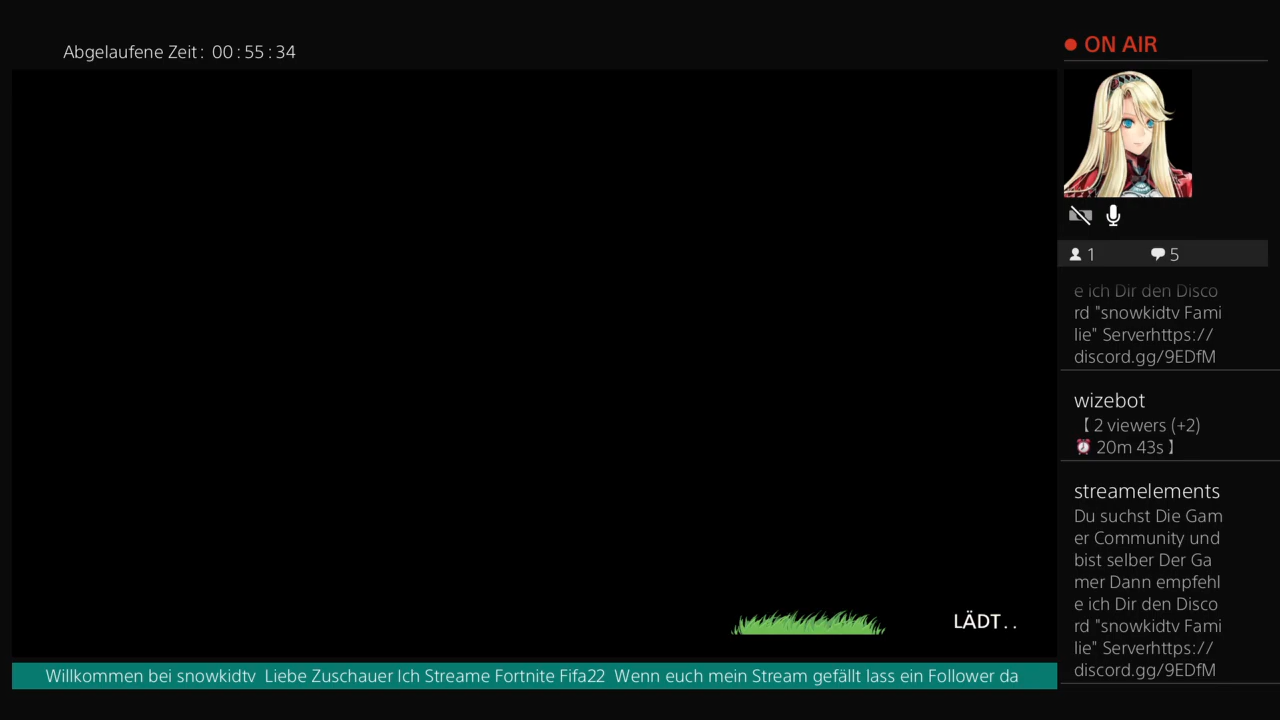 Abgelaufene Zeit: 00:55:34
ON AIR
1 5
e ich Dir den Disco
rd "snowkidtv Fami
lie" Serverhttps://
discord.gg/9EDfM
wizebot
【2 viewers (+2)
⏰ 20m 43s】
streamelements
Du suchst Die Gam
er Community und
bist selber Der Ga
mer Dann empfehl
e ich Dir den Disco
rd "snowkidtv Fami
lie" Serverhttps://
discord.gg/9EDfM
LÄDT..
Willkommen bei snowkidtv Liebe Zuschauer Ich Streame Fortnite Fifa22 Wenn euch mein Stream gefällt lass ein Follower da